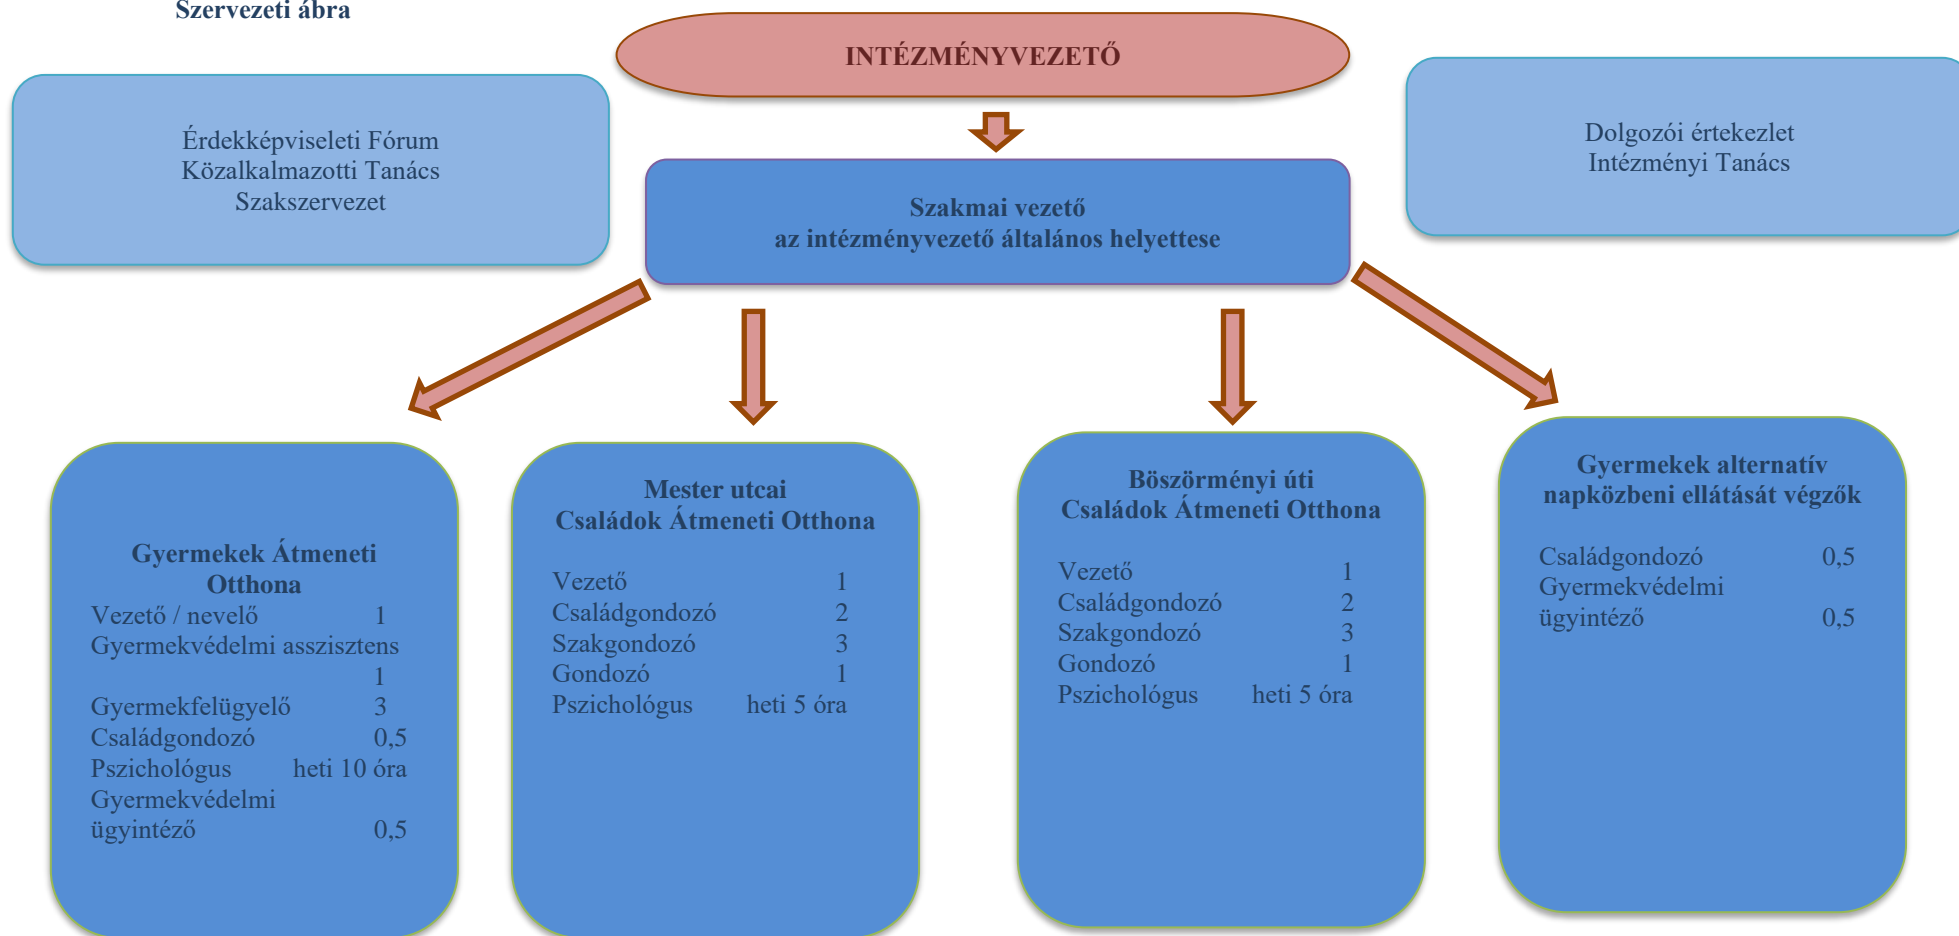 Szervezeti ábra
INTÉZMÉNYVEZETŐ
Érdekképviseleti Fórum
Közalkalmazotti Tanács
Szakszervezet
Dolgozói értekezlet
Intézményi Tanács
Szakmai vezető
az intézményvezető általános helyettese
Gyermekek Átmeneti
Otthona
Vezető / nevelő 1
Gyermekvédelmi asszisztens
1
Gyermekfelügyelő 3
Családgondozó 0,5
Pszichológus heti 10 óra
Gyermekvédelmi
ügyintéző 0,5
Mester utcai
Családok Átmeneti Otthona
Vezető 1
Családgondozó 2
Szakgondozó 3
Gondozó 1
Pszichológus heti 5 óra
Böszörményi úti
Családok Átmeneti Otthona
Vezető 1
Családgondozó 2
Szakgondozó 3
Gondozó 1
Pszichológus heti 5 óra
Gyermekek alternatív
napközbeni ellátását végzők
Családgondozó 0,5
Gyermekvédelmi
ügyintéző 0,5